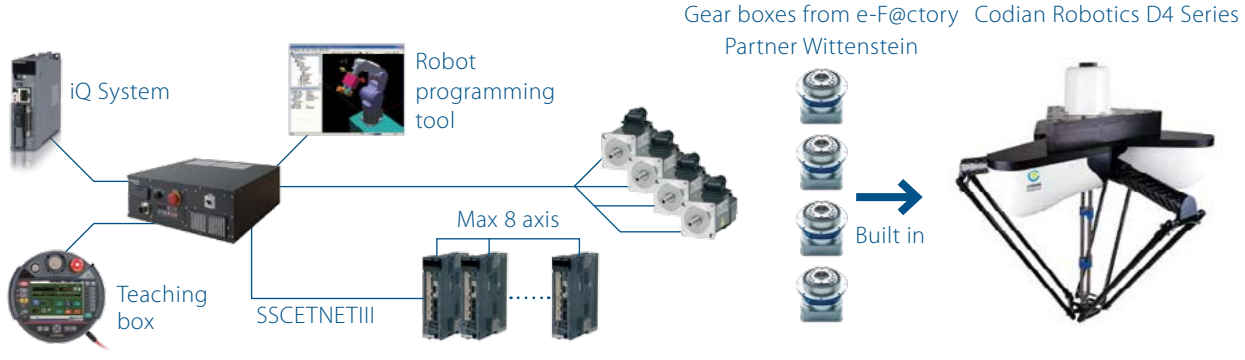 Gear boxes from e-F@ctory
Partner Wittenstein
Codian Robotics D4 Series
iQ System
Robot
programming
tool
Max 8 axis
Built in
Teaching
box
SSCETNETIII